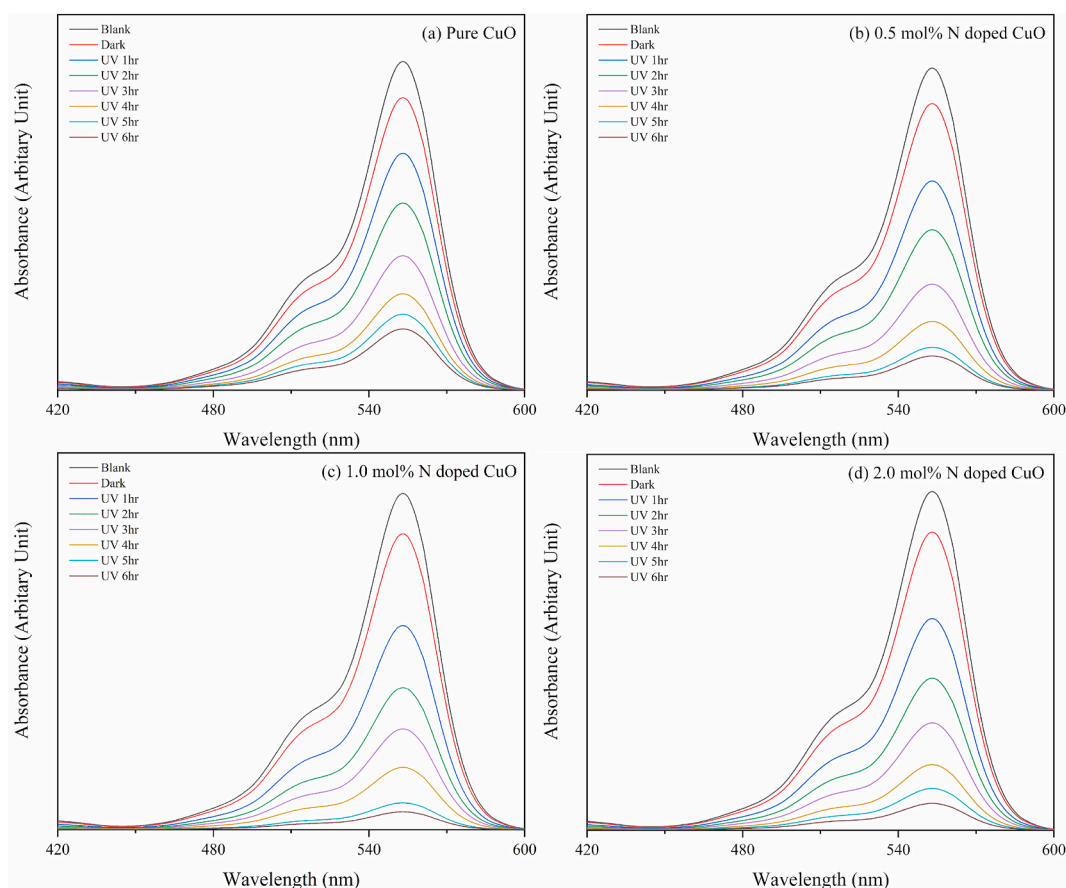 (a) Pure CuO
Blank
Dark
UV 1hr
UV 2hr
UV 3hr
UV 4hr
UV 5hr
UV 6hr
Absorbance (Arbitary Unit)
420
480
540
600
Wavelength (nm)
(b) 0.5 mol% N doped CuO
Blank
Dark
UV 1hr
UV 2hr
UV 3hr
UV 4hr
UV 5hr
UV 6hr
Absorbance (Arbitary Unit)
420
480
540
600
Wavelength (nm)
(c) 1.0 mol% N doped CuO
Blank
Dark
UV 1hr
UV 2hr
UV 3hr
UV 4hr
UV 5hr
UV 6hr
Absorbance (Arbitary Unit)
420
480
540
600
Wavelength (nm)
(d) 2.0 mol% N doped CuO
Blank
Dark
UV 1hr
UV 2hr
UV 3hr
UV 4hr
UV 5hr
UV 6hr
Absorbance (Arbitary Unit)
420
480
540
600
Wavelength (nm)